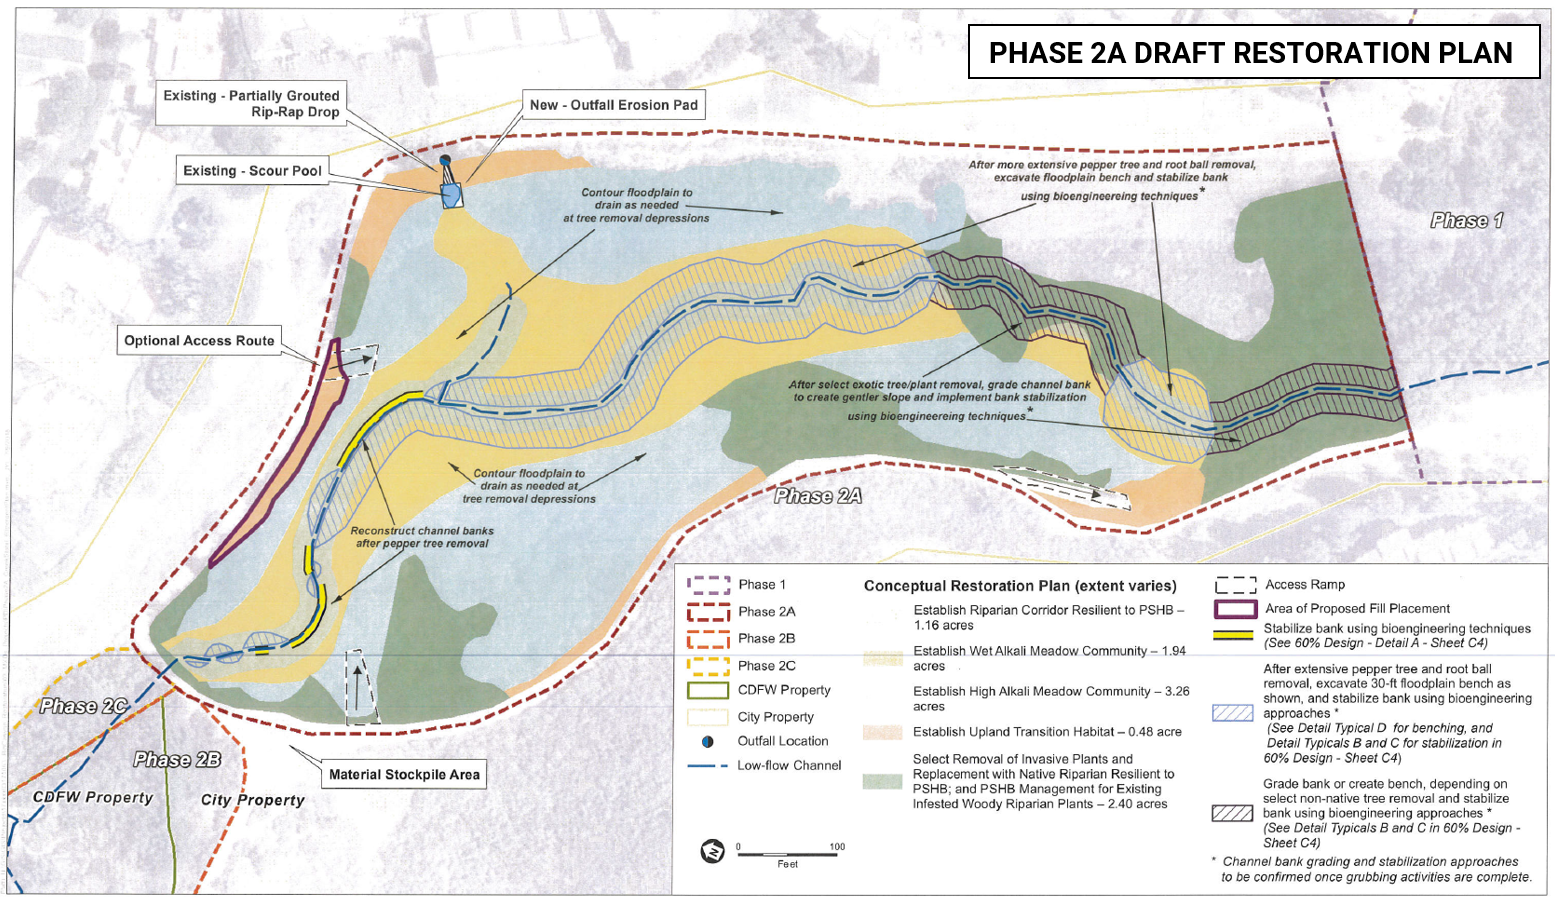 PHASE 2A DRAFT RESTORATION PLAN
Existing - Partially Grouted
Rip-Rap Drop
New - Outfall Erosion Pad
Existing - Scour Pool
Contour floodplain to
drain as needed
at tree removal depressions
After more extensive pepper tree and root ball removal,
excavate floodplain bench and stabilize bank
using bioengineereing techniques*
Phase 1
Optional Access Route
After select exotic tree/plant removal, grade channel bank
to create gentler slope and implement bank stabilization
using bioengineereing techniques*
Contour floodplain to
drain as needed at
tree removal depressions
Phase 2A
Reconstruct channel banks
after pepper tree removal
Phase 2C
Phase 2B
CDFW Property
City Property
Material Stockpile Area
Phase 1
Phase 2A
Phase 2B
Phase 2C
CDFW Property
City Property
Outfall Location
Low-flow Channel
N
0 100
Feet
Conceptual Restoration Plan (extent varies)
Establish Riparian Corridor Resilient to PSHB –
1.16 acres
Establish Wet Alkali Meadow Community – 1.94
acres
Establish High Alkali Meadow Community – 3.26
acres
Establish Upland Transition Habitat – 0.48 acre
Select Removal of Invasive Plants and
Replacement with Native Riparian Resilient to
PSHB; and PSHB Management for Existing
Infested Woody Riparian Plants – 2.40 acres
Access Ramp
Area of Proposed Fill Placement
Stabilize bank using bioengineering techniques
(See 60% Design - Detail A - Sheet C4)
After extensive pepper tree and root ball
removal, excavate 30-ft floodplain bench as
shown, and stabilize bank using bioengineering
approaches *
(See Detail Typical D for benching, and
Detail Typicals B and C for stabilization in
60% Design - Sheet C4)
Grade bank or create bench, depending on
select non-native tree removal and stabilize
bank using bioengineering approaches *
(See Detail Typicals B and C in 60% Design -
Sheet C4)
* Channel bank grading and stabilization approaches
to be confirmed once grubbing activities are complete.